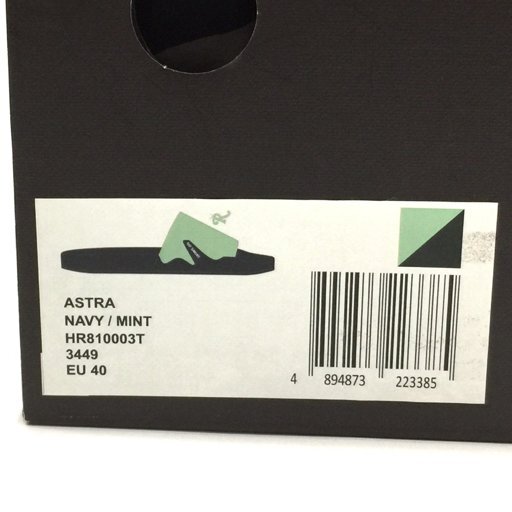 R
ASTRA
NAVY / MINT
HR810003T
3449
EU 40
4 894873 223385